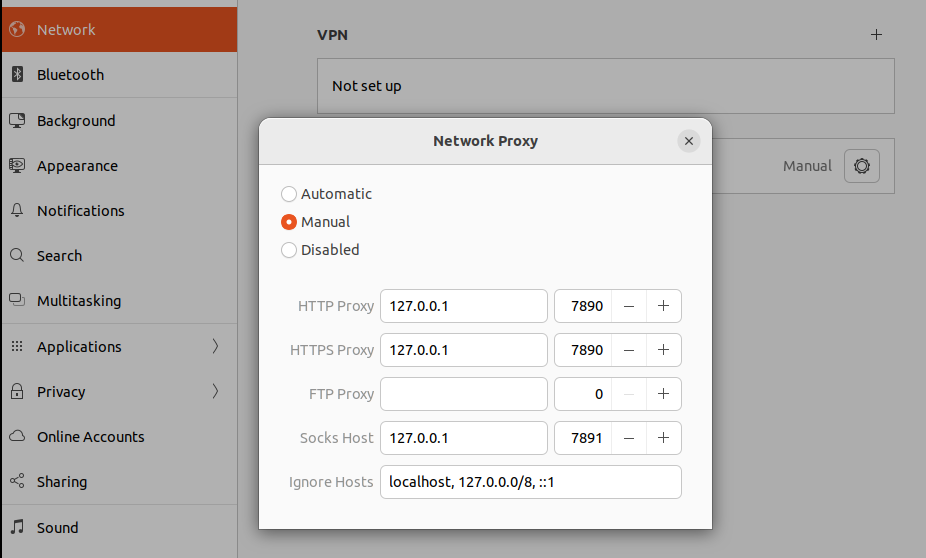 Network
Bluetooth
Background
Appearance
Notifications
Search
Multitasking
Applications
Privacy
Online Accounts
Sharing
Sound
VPN
Not set up
Manual
Network Proxy
Automatic
Manual
Disabled
HTTP Proxy 127.0.0.1 7890
HTTPS Proxy 127.0.0.1 7890
FTP Proxy 0
Socks Host 127.0.0.1 7891
Ignore Hosts localhost, 127.0.0.0/8, ::1